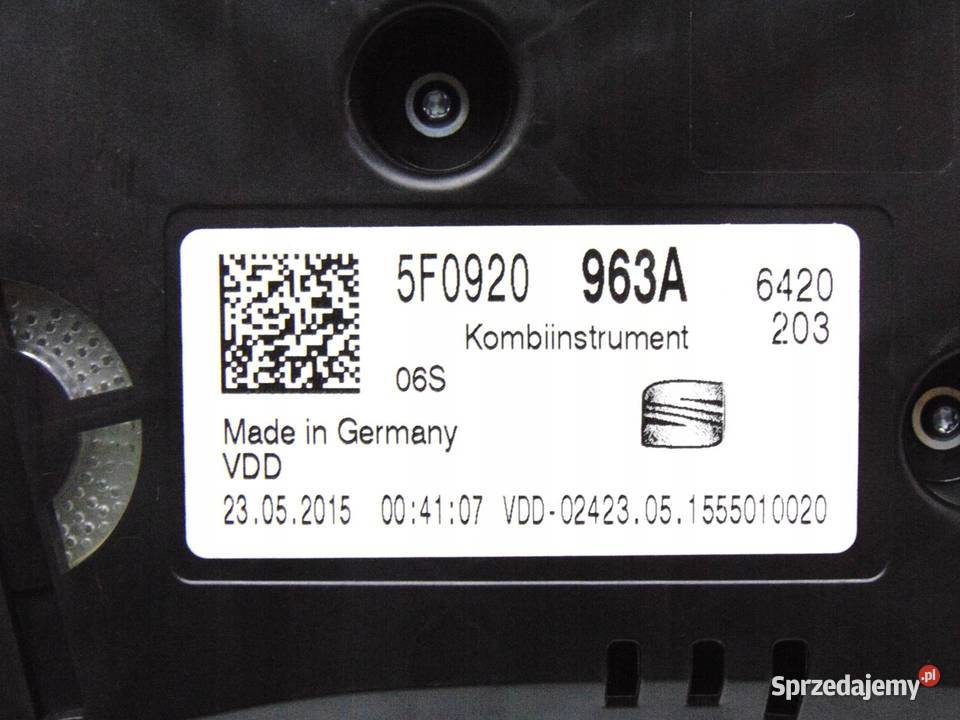 5F0920 963A 6420
Kombiinstrument 203
06S
Made in Germany
VDD
23.05.2015 00:41:07 VDD-02423.05.1555010020
Sprzedajemy.pl